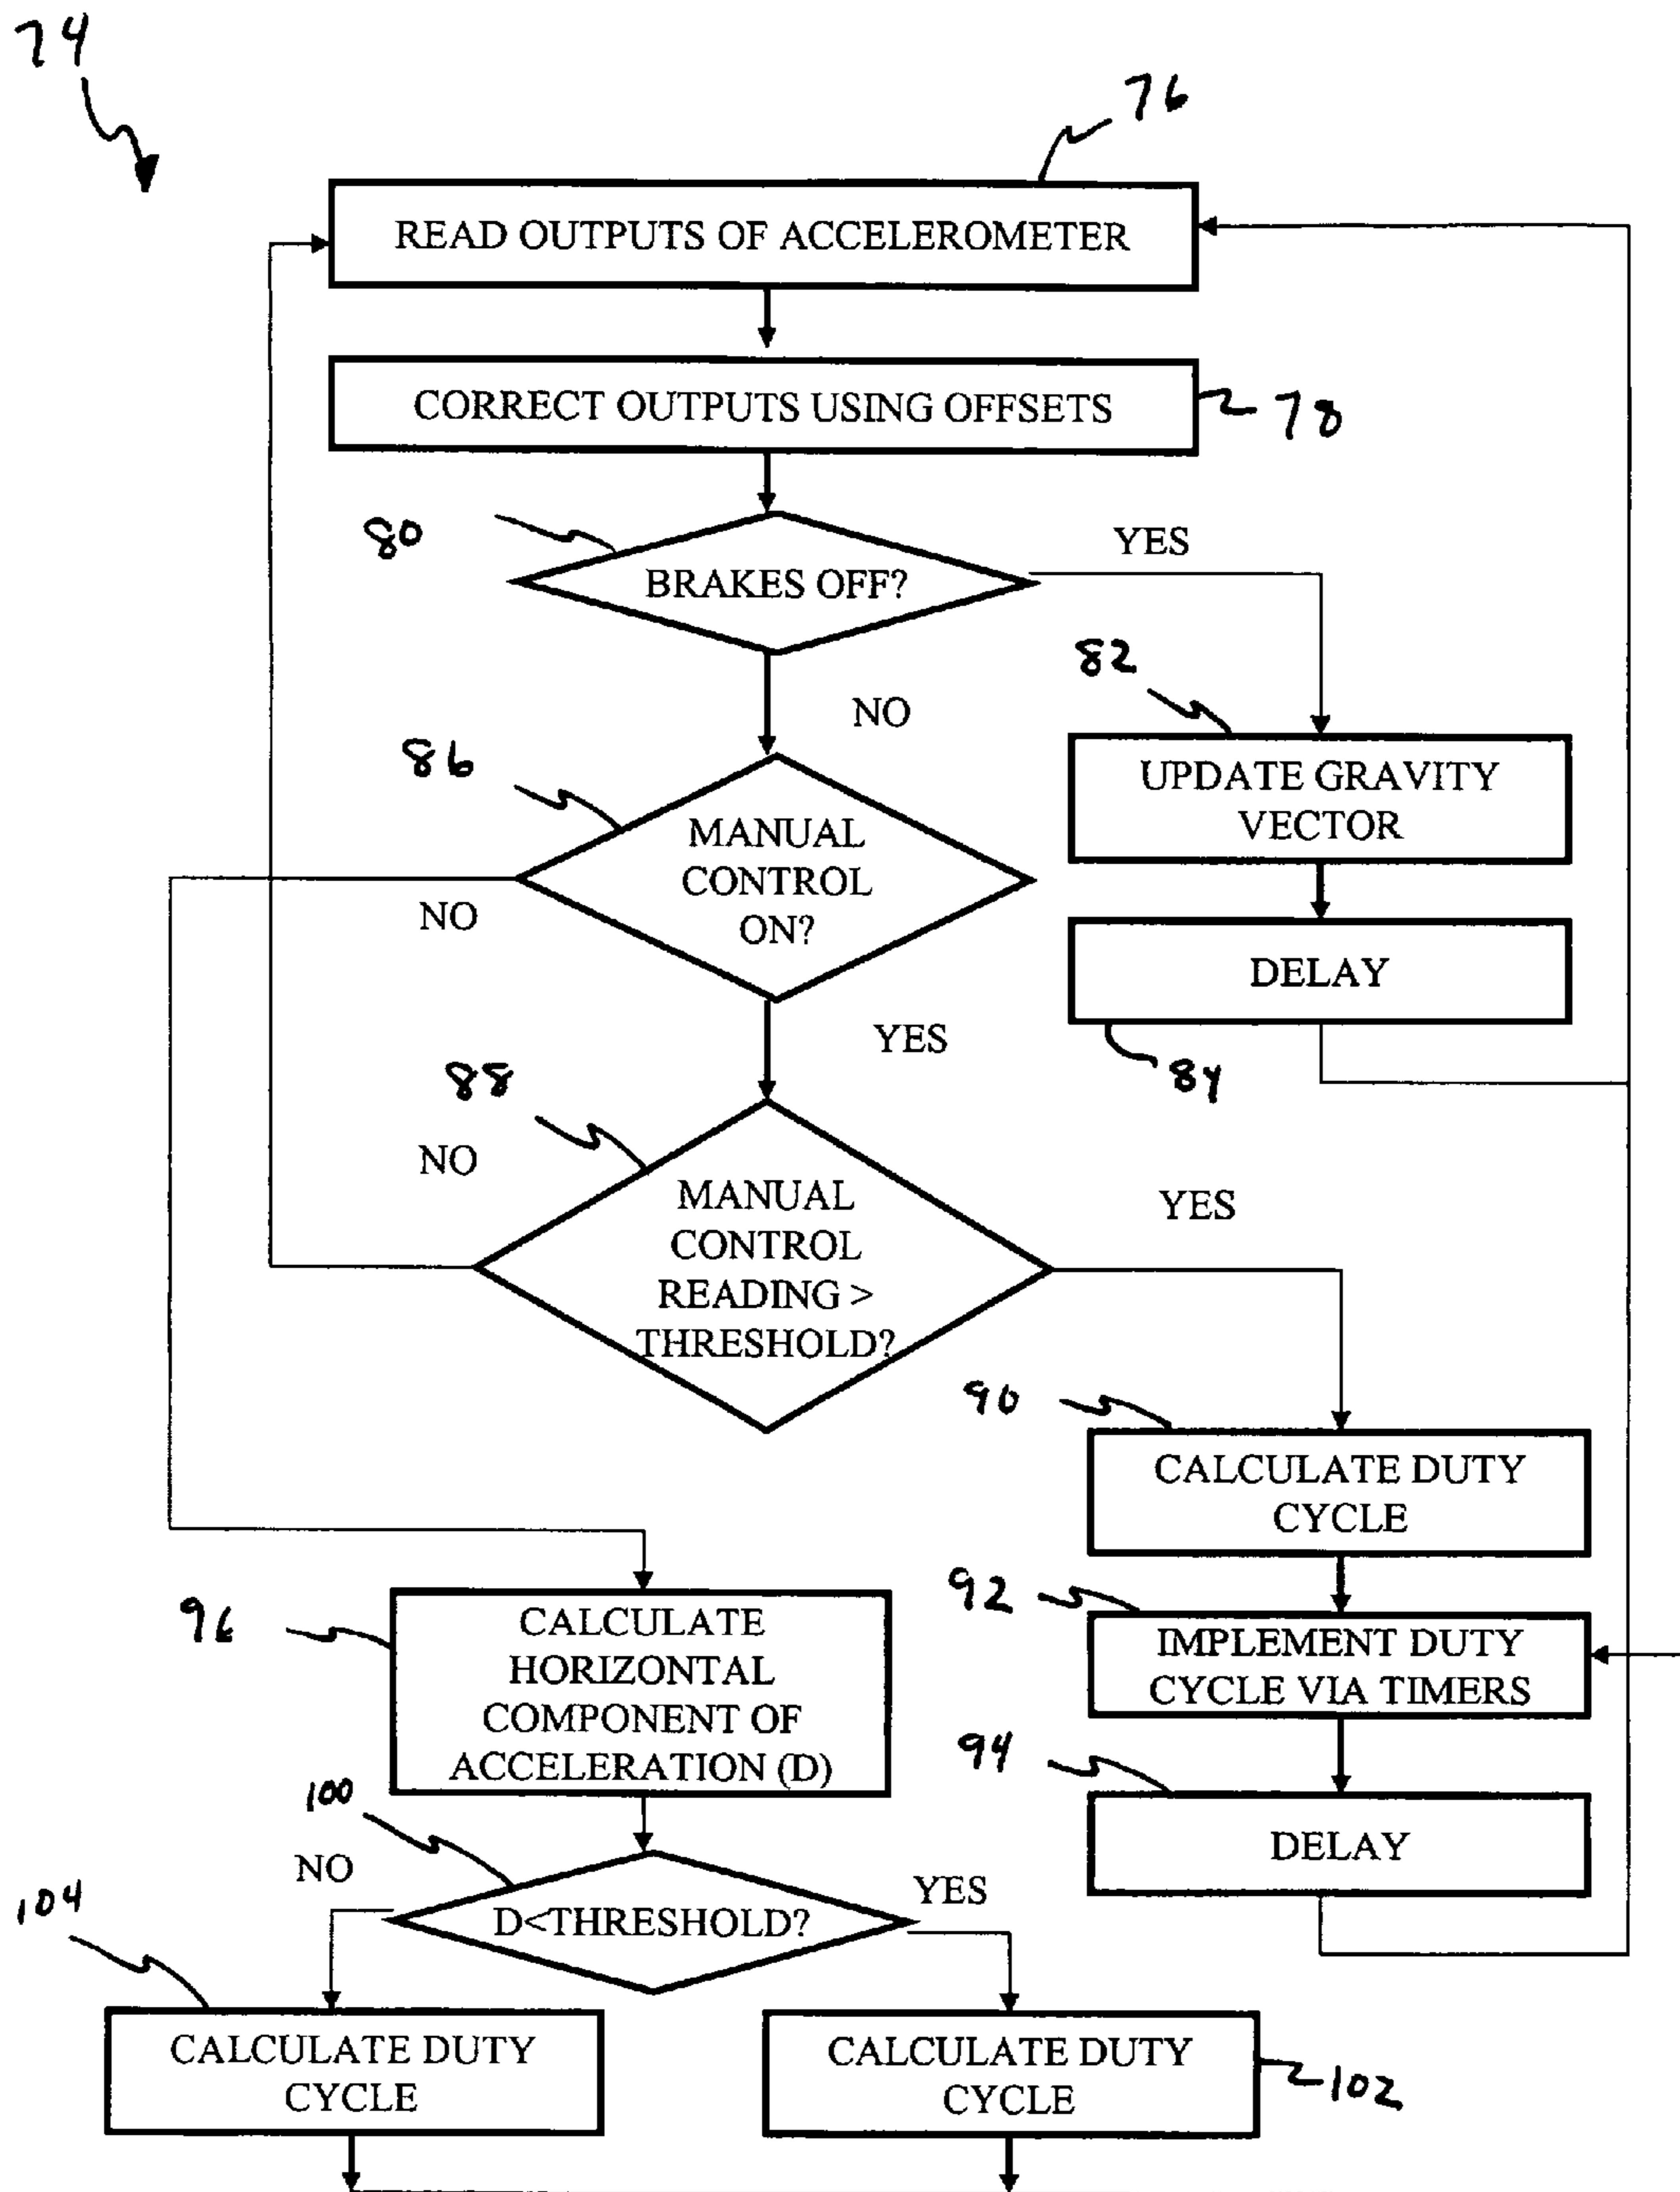 74
76
READ OUTPUTS OF ACCELEROMETER
CORRECT OUTPUTS USING OFFSETS
78
80
BRAKES OFF?
YES
NO
82
UPDATE GRAVITY
VECTOR
86
MANUAL
CONTROL
ON?
NO
DELAY
84
YES
88
NO
MANUAL
CONTROL
READING >
THRESHOLD?
YES
90
CALCULATE DUTY
CYCLE
92
IMPLEMENT DUTY
CYCLE VIA TIMERS
94
DELAY
96
CALCULATE
HORIZONTAL
COMPONENT OF
ACCELERATION (D)
100
NO
D<THRESHOLD?
YES
104
CALCULATE DUTY
CYCLE
CALCULATE DUTY
CYCLE
102